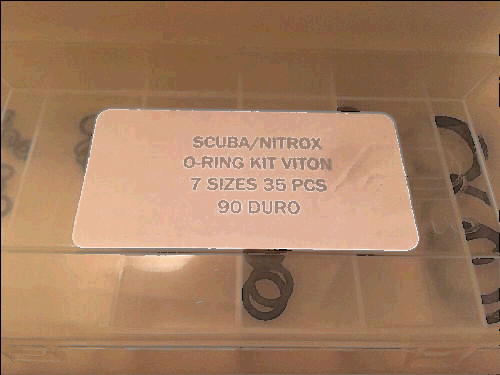 SCUBA/NITROX
O-RING KIT VITON
7 SIZES 35 PCS
90 DURO